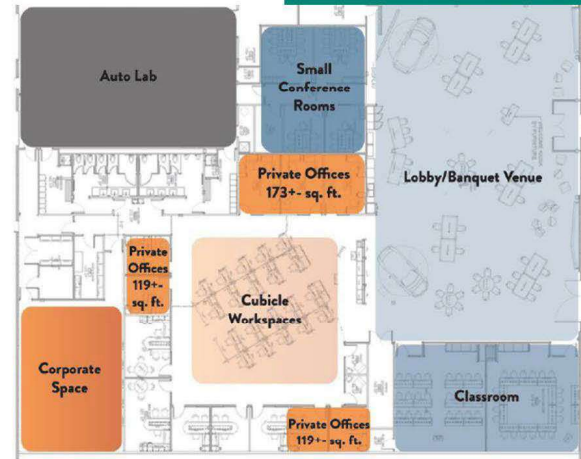 Auto Lab
Small
Conference
Rooms
Private Offices
173+- sq. ft.
Lobby/Banquet Venue
Private
Offices
119+-
sq. ft.
Cubicle
Workspaces
Corporate
Space
Classroom
Private Offices
119+- sq. ft.